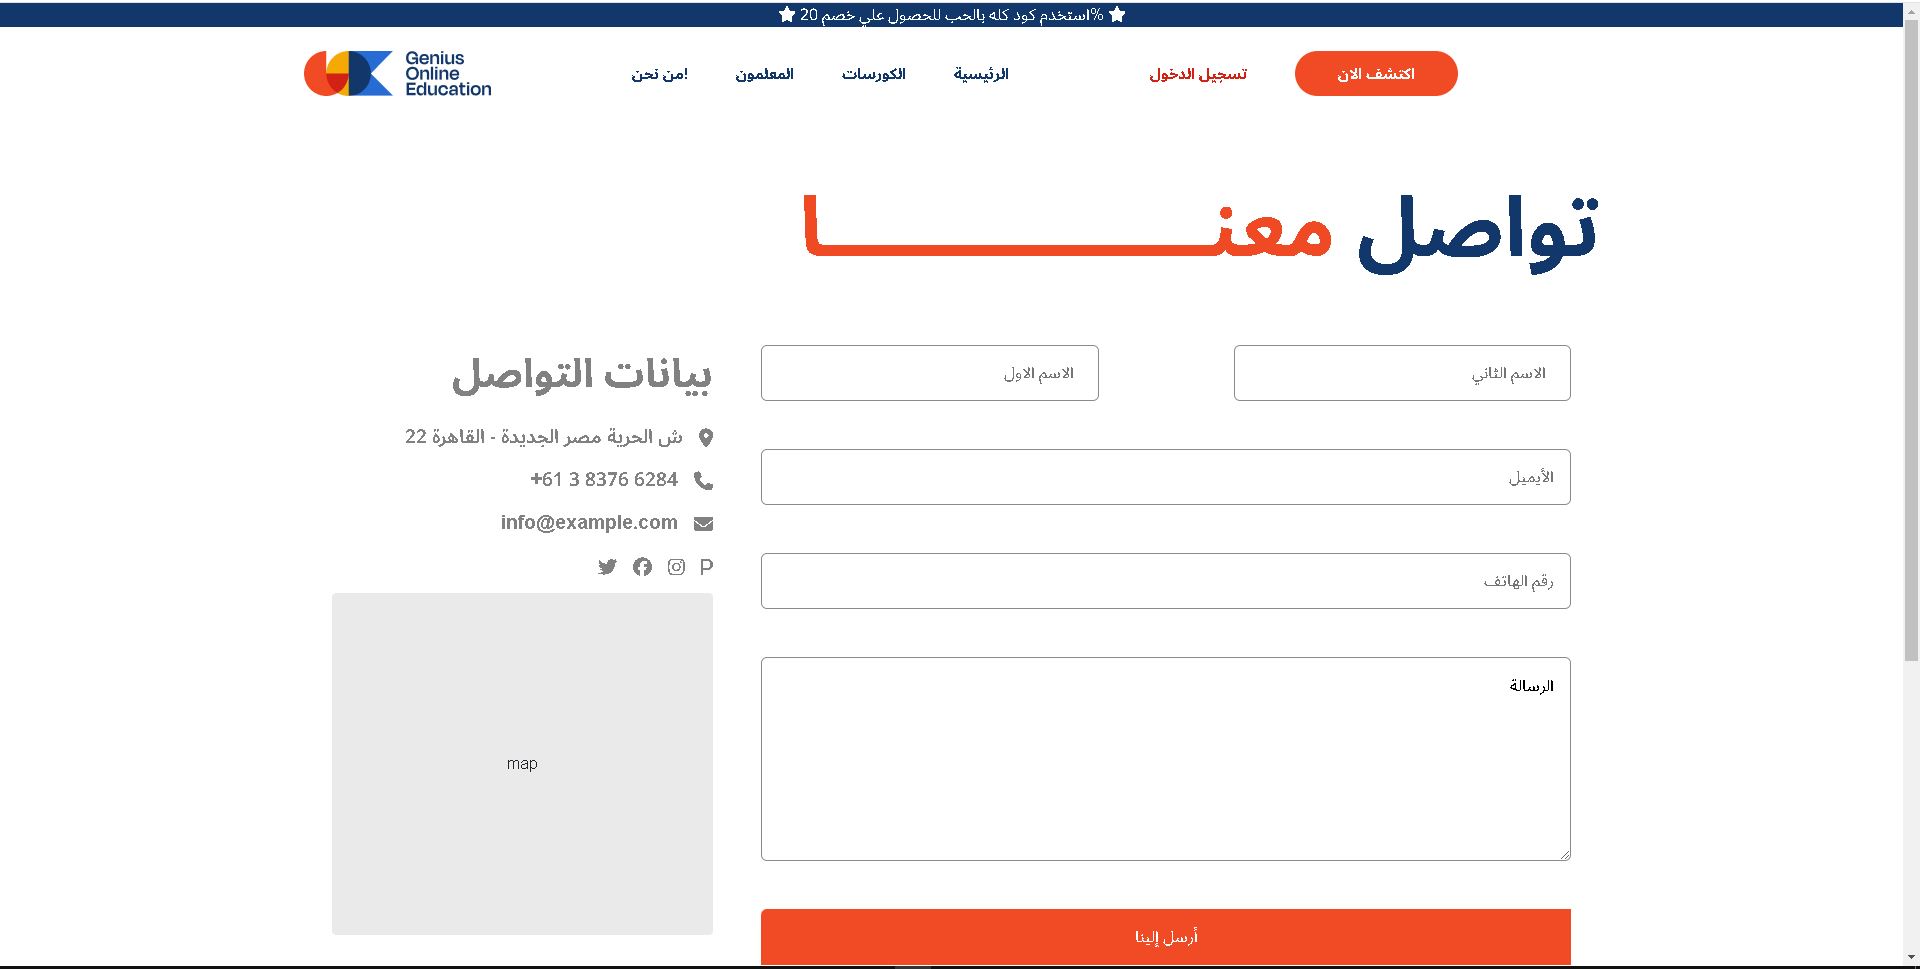 استخدم كود كله بالحب للحصول علي خصم 20%
Genius
Online
Education
من نحن!
المعلمون
الكورسات
الرئيسية
تسجيل الدخول
اكتشف الان
تواصل معنـــــــــــــــا
الاسم الثاني
الاسم الاول
الأيميل
رقم الهاتف
الرسالة
أرسل إلينا
بيانات التواصل
ش الحرية مصر الجديدة - القاهرة 22
+61 3 8376 6284
info@example.com
map